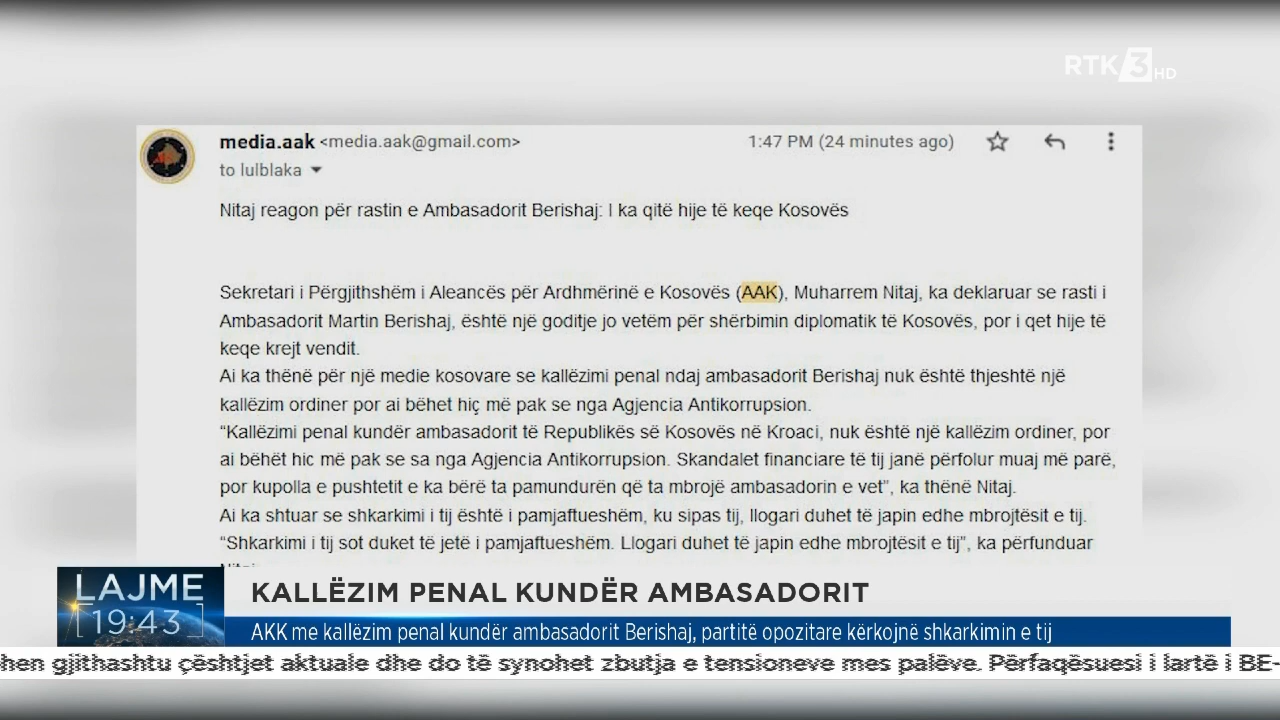 RTK 3 HD
media.aak <media.aak@gmail.com> 1:47 PM (24 minutes ago)
to lulblaka
Nitaj reagon për rastin e Ambasadorit Berishaj: I ka qitë hije të keqe Kosovës
Sekretari i Përgjithshëm i Aleancës për Ardhmërinë e Kosovës (AAK), Muharrem Nitaj, ka deklaruar se rasti i
Ambasadorit Martin Berishaj, është një goditje jo vetëm për shërbimin diplomatik të Kosovës, por i qet hije të
keqe krejt vendit.
Ai ka thënë për një medie kosovare se kallëzimi penal ndaj ambasadorit Berishaj nuk është thjeshtë një
kallëzim ordiner por ai bëhet hiç më pak se nga Agjencia Antikorrupsion.
“Kallëzimi penal kundër ambasadorit të Republikës së Kosovës në Kroaci, nuk është një kallëzim ordiner, por
ai bëhët hic më pak se sa nga Agjencia Antikorrupsion. Skandalet financiare të tij janë përfolur muaj më parë,
por kupolla e pushtetit e ka bërë ta pamundurën që ta mbrojë ambasadorin e vet”, ka thënë Nitaj.
Ai ka shtuar se shkarkimi i tij është i pamjaftueshëm, ku sipas tij, llogari duhet të japin edhe mbrojtësit e tij.
“Shkarkimi i tij sot duket të jetë i pamjaftueshëm. Llogari duhet të japin edhe mbrojtësit e tij”, ka përfunduar
LAJME
19:43
KALLËZIM PENAL KUNDËR AMBASADORIT
AKK me kallëzim penal kundër ambasadorit Berishaj, partitë opozitare kërkojnë shkarkimin e tij
hen gjithashtu çështjet aktuale dhe do të synohet zbutja e tensioneve mes palëve. Përfaqësuesi i lartë i BE-